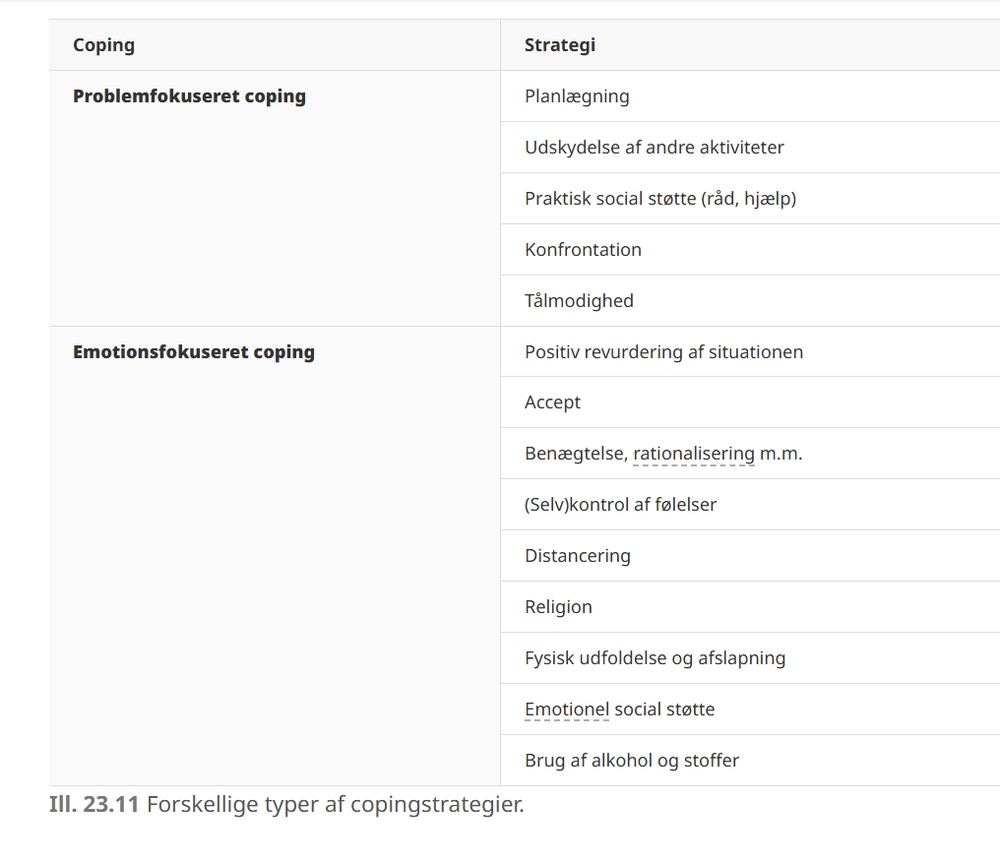 Coping
Strategi
Problemfokuseret coping
Planlægning
Udskydelse af andre aktiviteter
Praktisk social støtte (råd, hjælp)
Konfrontation
Tålmodighed
Emotionsfokuseret coping
Positiv revurdering af situationen
Accept
Benægtelse, rationalisering m.m.
(Selv)kontrol af følelser
Distancering
Religion
Fysisk udfoldelse og afslapning
Emotionel social støtte
Brug af alkohol og stoffer
Ill. 23.11 Forskellige typer af copingstrategier.